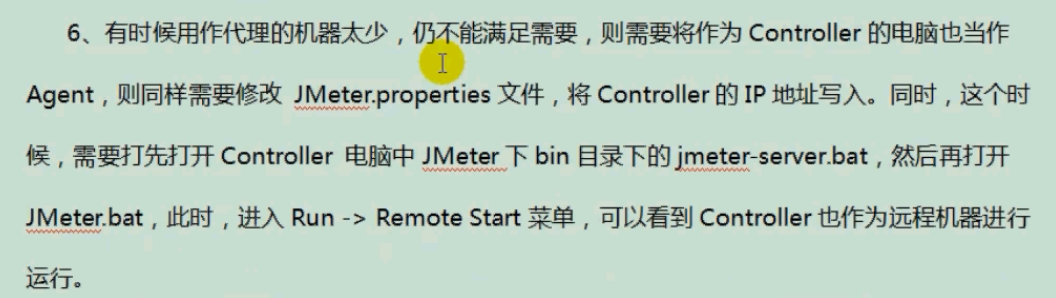 6、有时候用作代理的机器太少，仍不能满足需要，则需要将作为 Controller 的电脑也当作
Agent，则同样需要修改 JMeter.properties 文件，将 Controller 的 IP 地址写入。同时，这个时
候，需要打先打开 Controller 电脑中 JMeter 下 bin 目录下的 jmeter-server.bat，然后再打开
JMeter.bat，此时，进入 Run -> Remote Start 菜单，可以看到 Controller 也作为远程机器进行
运行。